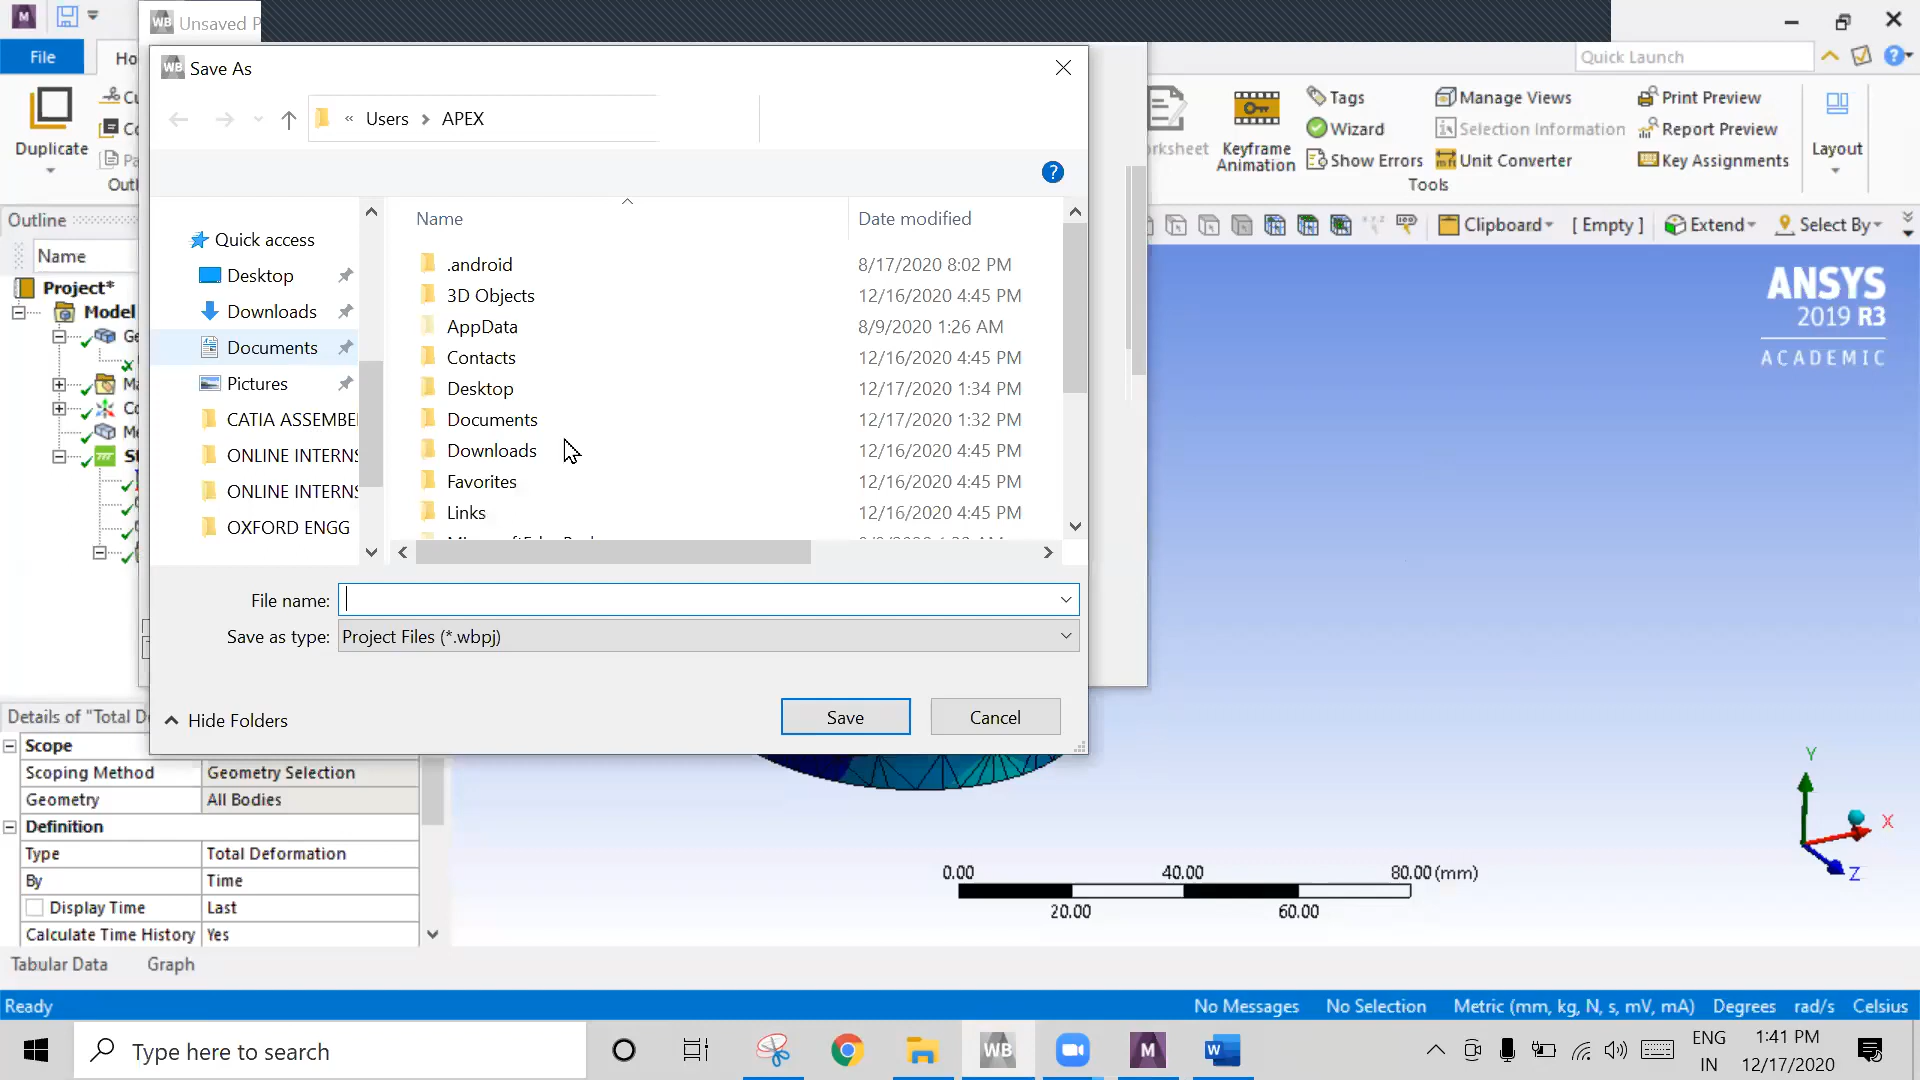 Unsaved P
File
Ho
Quick Launch
WB Save As
« Users > APEX
Duplicate
Tags
Manage Views
Print Preview
Wizard
Selection Information
Report Preview
Keyframe
Animation
Show Errors
Unit Converter
Key Assignments
Layout
Tools
Outline
Name
Date modified
Clipboard
[ Empty ]
Extend
Select By
Name
Quick access
Desktop
Downloads
Documents
Pictures
CATIA ASSEMBE
ONLINE INTERNS
ONLINE INTERNS
OXFORD ENGG
.android 8/17/2020 8:02 PM
3D Objects 12/16/2020 4:45 PM
AppData 8/9/2020 1:26 AM
Contacts 12/16/2020 4:45 PM
Desktop 12/17/2020 1:34 PM
Documents 12/17/2020 1:32 PM
Downloads 12/16/2020 4:45 PM
Favorites 12/16/2020 4:45 PM
Links 12/16/2020 4:45 PM
Project*
Model
ANSYS
2019 R3
ACADEMIC
File name:
Save as type: Project Files (*.wbpj)
Hide Folders
Save
Cancel
Details of "Total D
Scope
Scoping Method Geometry Selection
Geometry All Bodies
Definition
Type Total Deformation
By Time
Display Time Last
Calculate Time History Yes
Tabular Data Graph
0.00 40.00 80.00 (mm)
20.00 60.00
Y
X
Z
Ready
No Messages No Selection Metric (mm, kg, N, s, mV, mA) Degrees rad/s Celsius
Type here to search
WB
M
W
ENG
IN
1:41 PM
12/17/2020